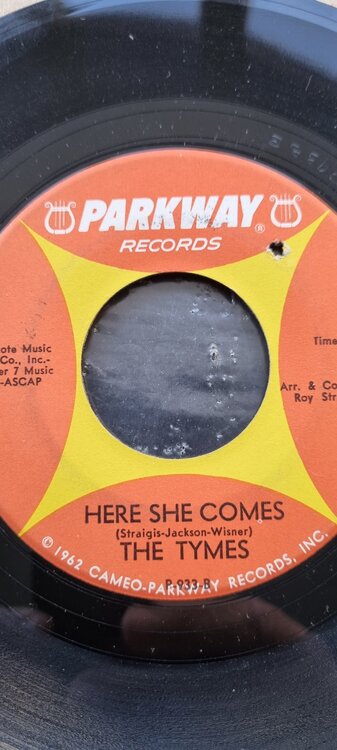 PARKWAY®
RECORDS
ote Music
Co., Inc.-
er 7 Music
-ASCAP
Time
Arr. & Co
Roy Str
HERE SHE COMES
(Straigis-Jackson-Wisner)
THE TYMES
P-933-B
© 1962 CAMEO-PARKWAY RECORDS, INC.